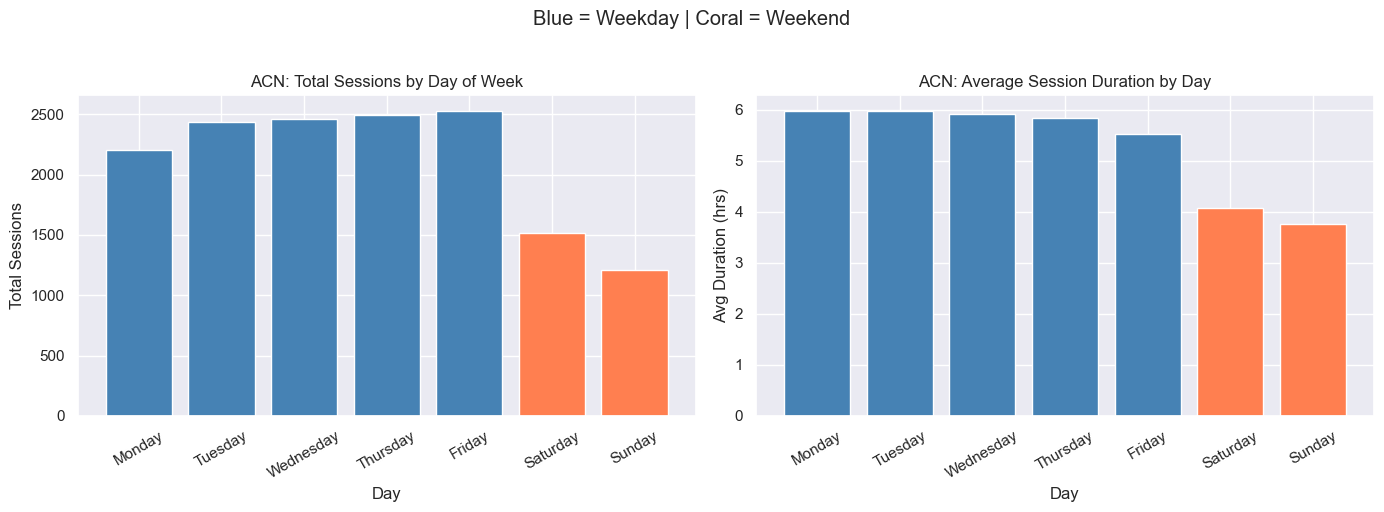 Blue = Weekday | Coral = Weekend
ACN: Total Sessions by Day of Week
Total Sessions
2500
2000
1500
1000
500
0
Monday
Tuesday
Wednesday
Thursday
Friday
Saturday
Sunday
Day
ACN: Average Session Duration by Day
Avg Duration (hrs)
6
5
4
3
2
1
0
Monday
Tuesday
Wednesday
Thursday
Friday
Saturday
Sunday
Day